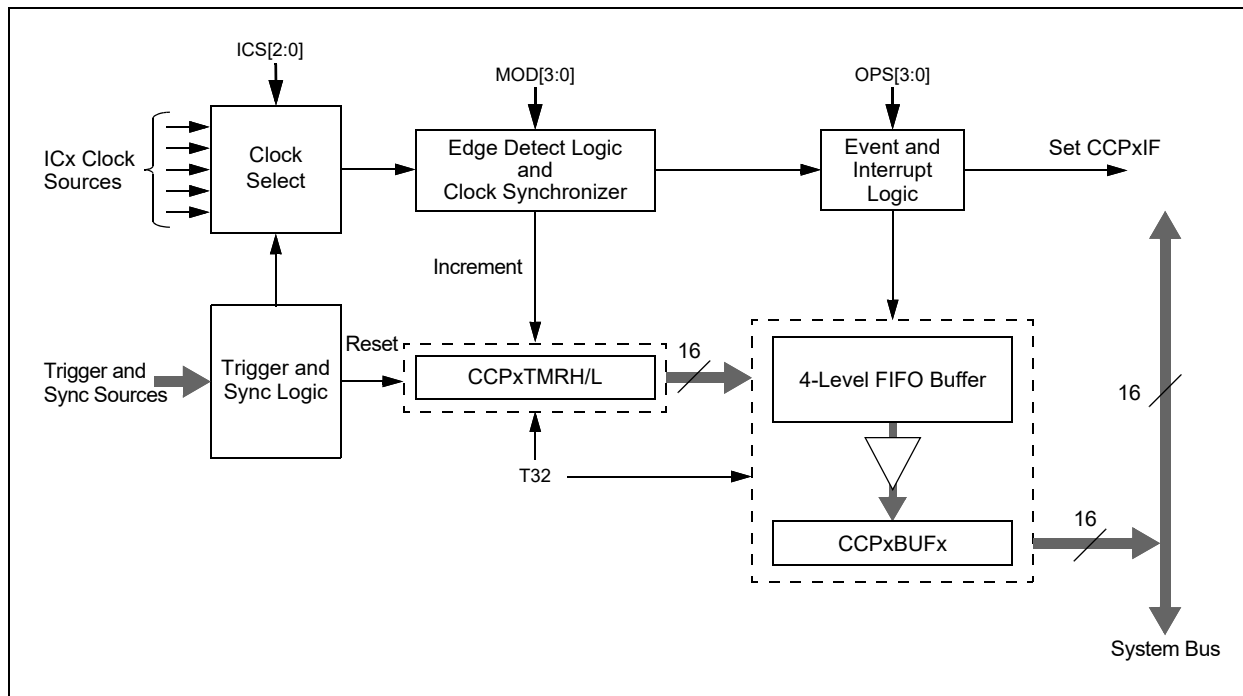 ICS[2:0]
MOD[3:0]
OPS[3:0]
ICx Clock
Sources
Clock
Select
Edge Detect Logic
and
Clock Synchronizer
Event and
Interrupt
Logic
Set CCPxIF
Increment
Trigger and
Sync Sources
Trigger and
Sync Logic
Reset
CCPxTMRH/L
16
4-Level FIFO Buffer
16
T32
CCPxBUFx
16
System Bus